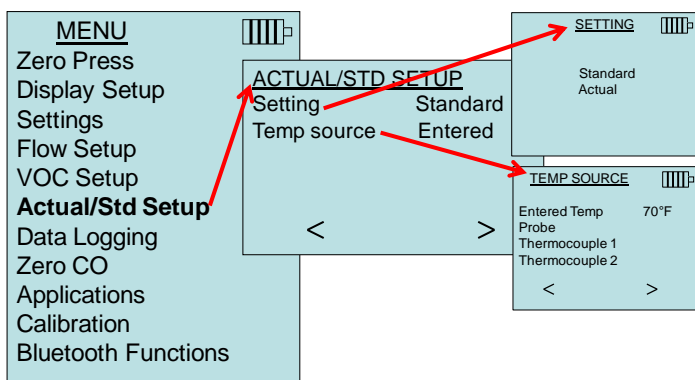 MENU
Zero Press
Display Setup
Settings
Flow Setup
VOC Setup
Actual/Std Setup
Data Logging
Zero CO
Applications
Calibration
Bluetooth Functions
ACTUAL/STD SETUP
Setting Standard
Temp source Entered
< >
SETTING
Standard
Actual
TEMP SOURCE
Entered Temp 70°F
Probe
Thermocouple 1
Thermocouple 2
< >